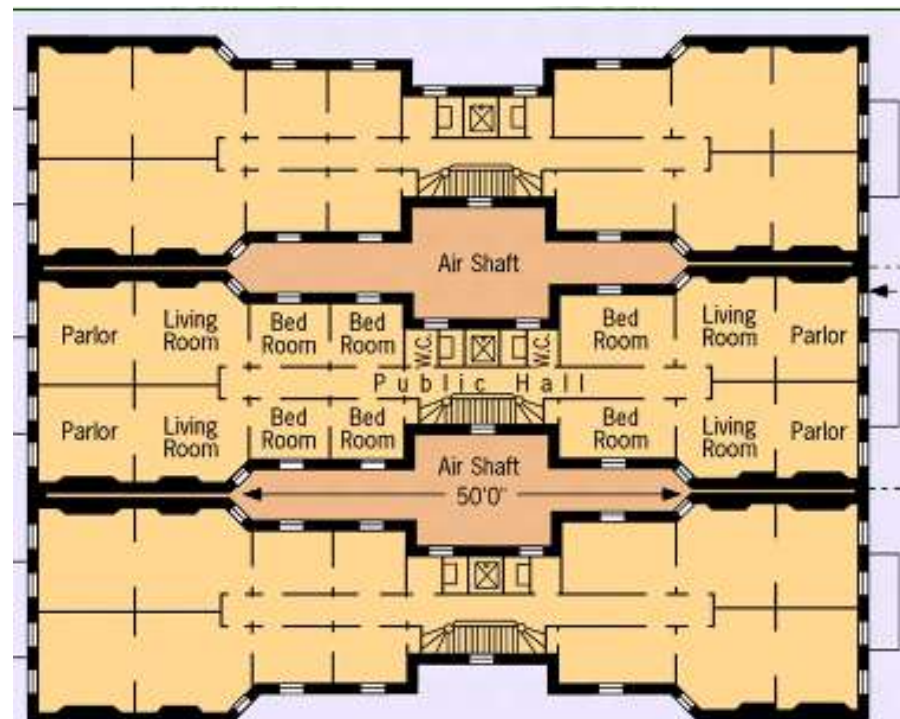 Air Shaft
Parlor
Living
Room
Bed
Room
Bed
Room
W.C.
W.C.
Bed
Room
Living
Room
Parlor
Public Hall
Parlor
Living
Room
Bed
Room
Bed
Room
Bed
Room
Living
Room
Parlor
Air Shaft
50'0"